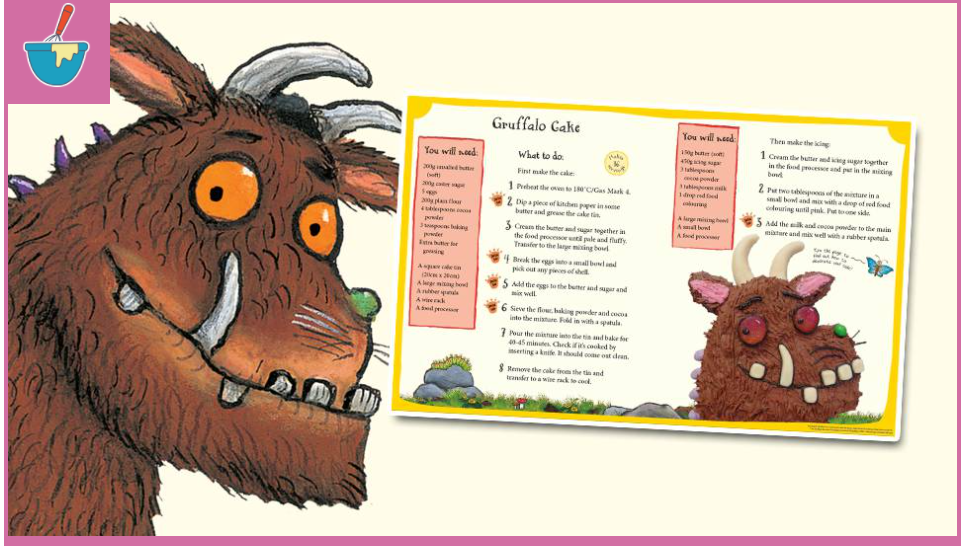 Gruffalo Cake
You will need:
200g unsalted butter
(soft)
200g caster sugar
5 eggs
200g plain flour
4 tablespoons cocoa
powder
3 teaspoons baking
powder
Extra butter for
greasing
A square cake tin
(20cm x 20cm)
A large mixing bowl
A rubber spatula
A wire rack
A food processor
What to do:
First make the cake:
1 Preheat the oven to 180°C/Gas Mark 4.
2 Dip a piece of kitchen paper in some
butter and grease the cake tin.
3 Cream the butter and sugar together in
the food processor until pale and fluffy.
Transfer to the large mixing bowl.
4 Break the eggs into a small bowl and
pick out any pieces of shell.
5 Add the eggs to the butter and sugar and
mix well.
6 Sieve the flour, baking powder and cocoa
into the mixture. Fold in with a spatula.
7 Pour the mixture into the tin and bake for
40-45 minutes. Check if it's cooked by
inserting a knife. It should come out clean.
8 Remove the cake from the tin and
transfer to a wire rack to cool.
Makes
16
You will need:
150g butter (soft)
450g icing sugar
3 tablespoons
cocoa powder
3 tablespoons milk
1 drop red food
colouring
A large mixing bowl
A small bowl
A food processor
Then make the icing:
1 Cream the butter and icing sugar together
in the food processor and put in the mixing
bowl.
2 Put two tablespoons of the mixture in a
small bowl and mix with a drop of red food
colouring until pink. Put to one side.
3 Add the milk and cocoa powder to the main
mixture and mix well with a rubber spatula.